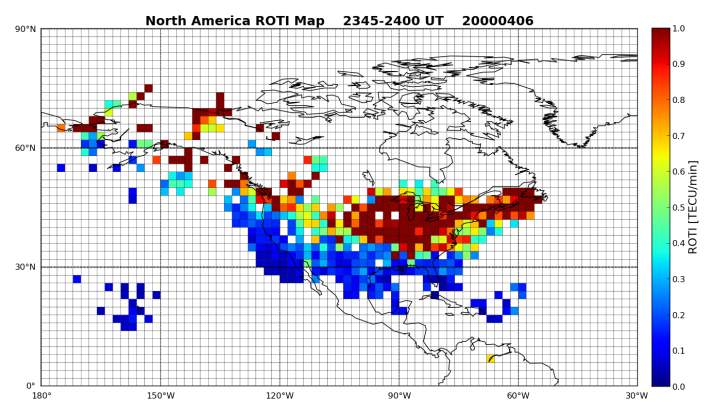 North America ROTI Map 2345-2400 UT 20000406
90°N
60°N
30°N
0°
180°
150°W
120°W
90°W
60°W
30°W
1.0
0.9
0.8
0.7
0.6
0.5
0.4
0.3
0.2
0.1
0.0
ROTI [TECU/min]